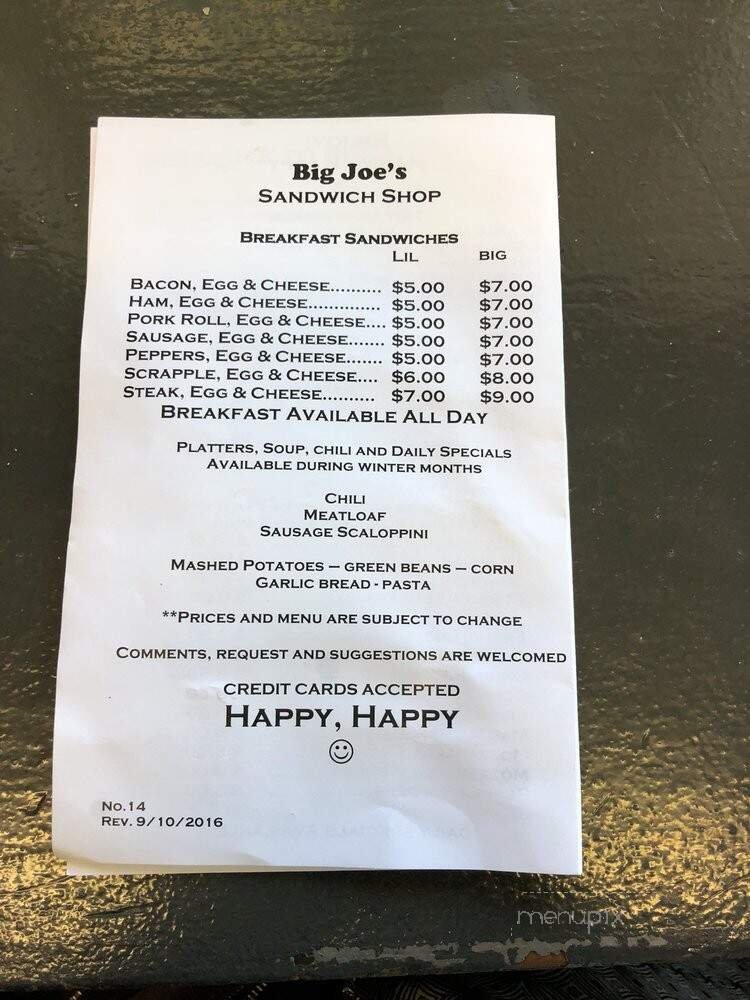 Big Joe's
SANDWICH SHOP
BREAKFAST SANDWICHES
LIL BIG
BACON, EGG & CHEESE.......... $5.00 $7.00
HAM, EGG & CHEESE.............. $5.00 $7.00
PORK ROLL, EGG & CHEESE.... $5.00 $7.00
SAUSAGE, EGG & CHEESE....... $5.00 $7.00
PEPPERS, EGG & CHEESE....... $5.00 $7.00
SCRAPPLE, EGG & CHEESE.... $6.00 $8.00
STEAK, EGG & CHEESE.......... $7.00 $9.00
BREAKFAST AVAILABLE ALL DAY
PLATTERS, SOUP, CHILI AND DAILY SPECIALS
AVAILABLE DURING WINTER MONTHS
CHILI
MEATLOAF
SAUSAGE SCALOPPINI
MASHED POTATOES – GREEN BEANS – CORN
GARLIC BREAD - PASTA
**PRICES AND MENU ARE SUBJECT TO CHANGE
COMMENTS, REQUEST AND SUGGESTIONS ARE WELCOMED
CREDIT CARDS ACCEPTED
HAPPY, HAPPY
☺
NO.14
REV. 9/10/2016
menupix